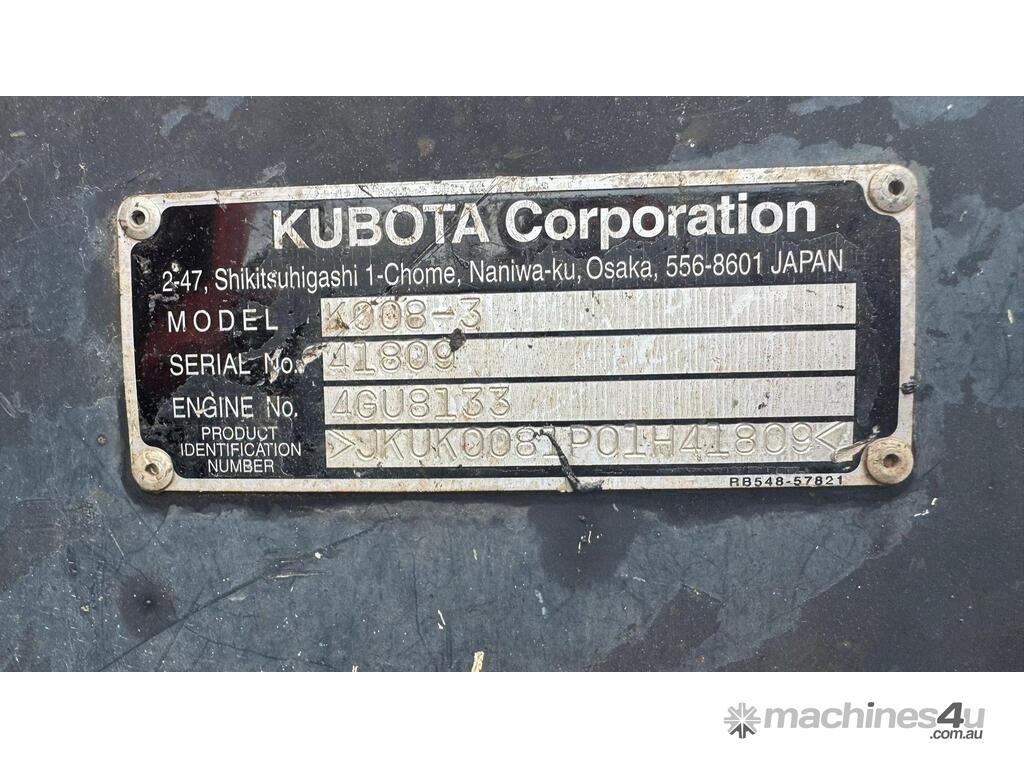 KUBOTA Corporation
2-47, Shikitsuhigashi 1-Chome, Naniwa-ku, Osaka, 556-8601 JAPAN
MODEL K008-3
SERIAL No. 41809
ENGINE No. 4GU8133
PRODUCT
IDENTIFICATION
NUMBER >JKUK0081P01H41809<
RB548-57821
machines4u
.com.au